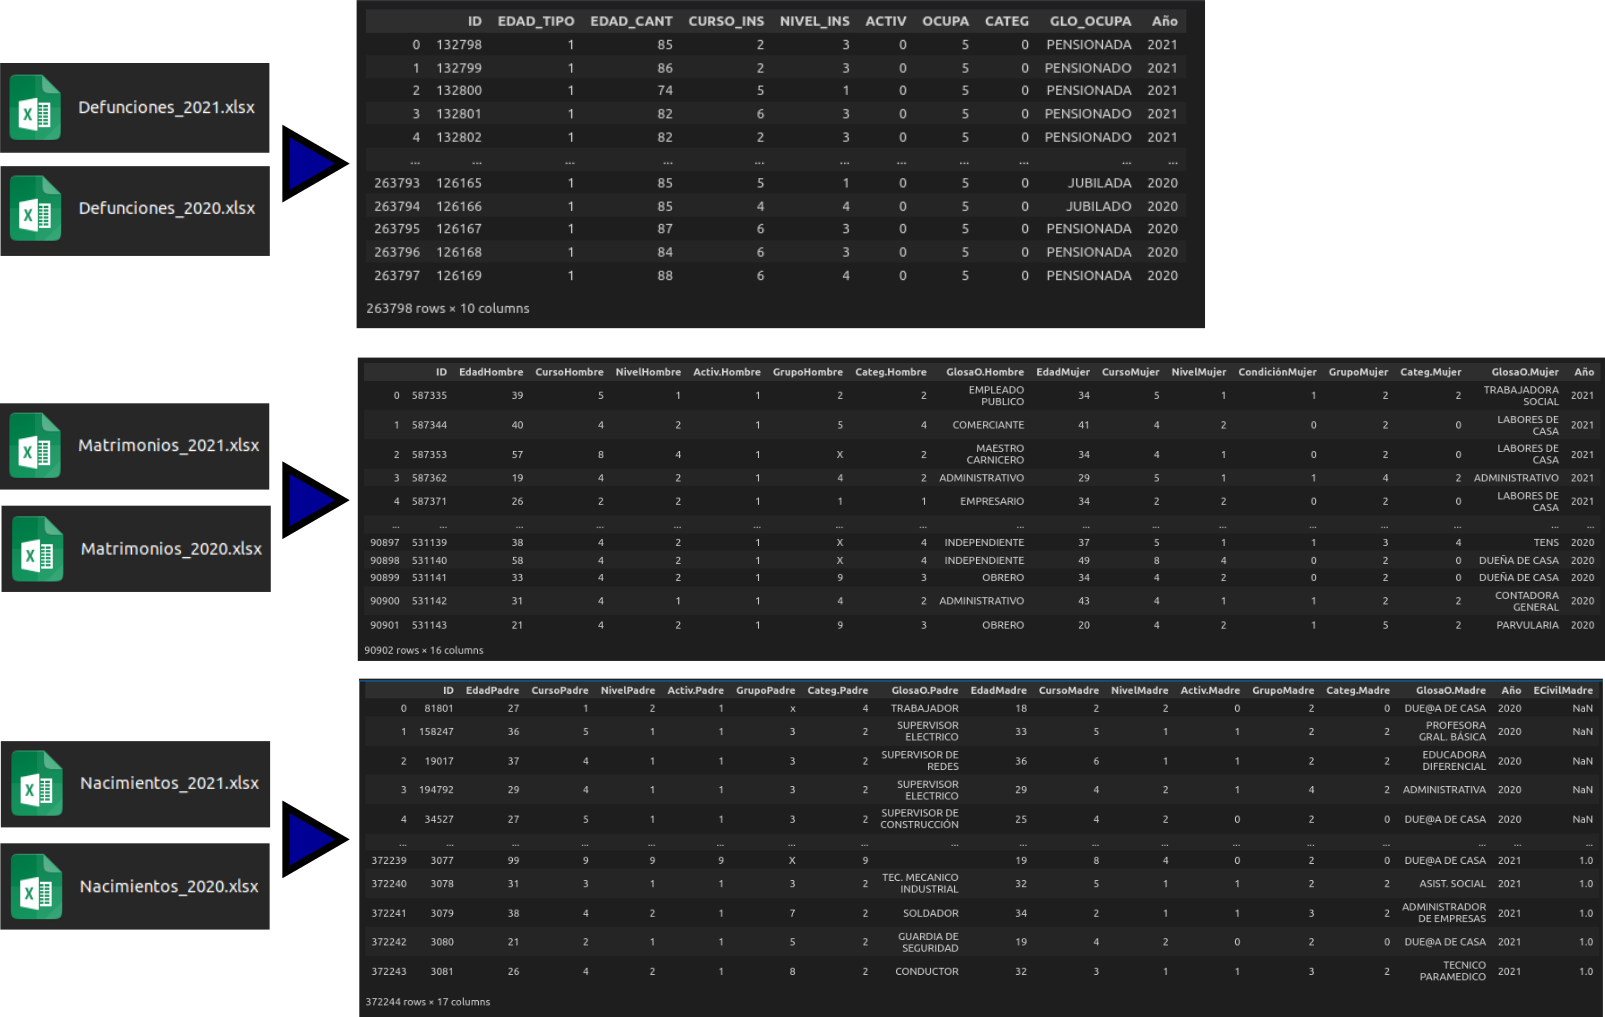 Defunciones_2021.xlsx
Defunciones_2020.xlsx
ID EDAD_TIPO EDAD_CANT CURSO_INS NIVEL_INS ACTIV OCUPA CATEG GLO_OCUPA Año
0 132798 1 85 2 3 0 5 0 PENSIONADA 2021
1 132799 1 86 2 3 0 5 0 PENSIONADO 2021
2 132800 1 74 5 1 0 5 0 PENSIONADA 2021
3 132801 1 82 6 3 0 5 0 PENSIONADO 2021
4 132802 1 82 2 3 0 5 0 PENSIONADO 2021
... ... ... ... ... ... ... ... ... ... ...
263793 126165 1 85 5 1 0 5 0 JUBILADA 2020
263794 126166 1 85 4 4 0 5 0 JUBILADO 2020
263795 126167 1 87 6 3 0 5 0 PENSIONADA 2020
263796 126168 1 84 6 3 0 5 0 PENSIONADA 2020
263797 126169 1 88 6 4 0 5 0 PENSIONADA 2020
263798 rows × 10 columns
Matrimonios_2021.xlsx
Matrimonios_2020.xlsx
ID EdadHombre CursoHombre NivelHombre Activ.Hombre GrupoHombre Categ.Hombre GlosaO.Hombre EdadMujer CursoMujer NivelMujer CondiciónMujer GrupoMujer Categ.Mujer GlosaO.Mujer Año
0 587335 39 5 1 1 2 2 EMPLEADO PUBLICO 34 5 1 1 2 2 TRABAJADORA SOCIAL 2021
1 587344 40 4 2 1 5 4 COMERCIANTE 41 4 2 0 2 0 LABORES DE CASA 2021
2 587353 57 8 4 1 X 2 MAESTRO CARNICERO 34 4 1 0 2 0 LABORES DE CASA 2021
3 587362 19 4 2 1 4 2 ADMINISTRATIVO 29 5 1 1 4 2 ADMINISTRATIVO 2021
4 587371 26 2 2 1 1 1 EMPRESARIO 34 2 2 0 2 0 LABORES DE CASA 2021
... ... ... ... ... ... ... ... ... ... ... ... ... ... ... ... ...
90897 531139 38 4 2 1 X 4 INDEPENDIENTE 37 5 1 1 3 4 TENS 2020
90898 531140 58 4 2 1 X 4 INDEPENDIENTE 49 8 4 0 2 0 DUEÑA DE CASA 2020
90899 531141 33 4 2 1 9 3 OBRERO 34 4 2 0 2 0 DUEÑA DE CASA 2020
90900 531142 31 4 1 1 4 2 ADMINISTRATIVO 43 4 1 1 2 2 CONTADORA GENERAL 2020
90901 531143 21 4 2 1 9 3 OBRERO 20 4 2 1 5 2 PARVULARIA 2020
90902 rows × 16 columns
Nacimientos_2021.xlsx
Nacimientos_2020.xlsx
ID EdadPadre CursoPadre NivelPadre Activ.Padre GrupoPadre Categ.Padre GlosaO.Padre EdadMadre CursoMadre NivelMadre Activ.Madre GrupoMadre Categ.Madre GlosaO.Madre Año ECivilMadre
0 81801 27 1 2 1 x 4 TRABAJADOR 18 2 2 0 2 0 DUE@A DE CASA 2020 NaN
1 158247 36 5 1 1 3 2 SUPERVISOR ELECTRICO 33 5 1 1 2 2 PROFESORA GRAL. BÁSICA 2020 NaN
2 19017 37 4 1 1 3 2 SUPERVISOR DE REDES 36 6 1 1 2 2 EDUCADORA DIFERENCIAL 2020 NaN
3 194792 29 4 1 1 3 2 SUPERVISOR ELECTRICO 29 4 2 1 4 2 ADMINISTRATIVA 2020 NaN
4 34527 27 5 1 1 3 2 SUPERVISOR DE CONSTRUCCIÓN 25 4 2 0 2 0 DUE@A DE CASA 2020 NaN
... ... ... ... ... ... ... ... ... ... ... ... ... ... ... ... ... ...
372239 3077 99 9 9 9 X 9 19 8 4 0 2 0 DUE@A DE CASA 2021 1.0
372240 3078 31 3 1 1 3 2 TEC. MECANICO INDUSTRIAL 32 5 1 1 2 2 ASIST. SOCIAL 2021 1.0
372241 3079 38 4 2 1 7 2 SOLDADOR 34 2 1 1 3 2 ADMINISTRADOR DE EMPRESAS 2021 1.0
372242 3080 21 2 1 1 5 2 GUARDIA DE SEGURIDAD 19 4 2 0 2 0 DUE@A DE CASA 2021 1.0
372243 3081 26 4 2 1 8 2 CONDUCTOR 32 3 1 1 3 2 TECNICO PARAMEDICO 2021 1.0
372244 rows × 17 columns